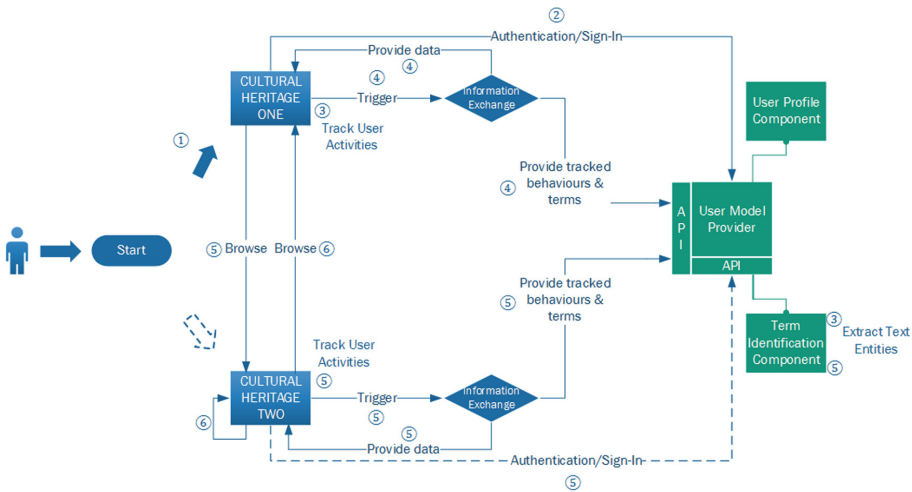 ②
Authentication/Sign-In
Provide data
④
CULTURAL
HERITAGE
ONE
④
Trigger
③
Track User
Activities
Information
Exchange
User Profile
Component
①
Provide tracked
behaviours &
terms
④
API
User Model
Provider
API
Start
⑤ Browse
Browse ⑥
Provide tracked
behaviours &
terms
⑤
Term
Identification
Component
③
Extract Text
Entities
⑤
Track User
Activities
⑤
CULTURAL
HERITAGE
TWO
⑥
Trigger
⑤
Information
Exchange
⑤
Provide data
Authentication/Sign-In
⑤